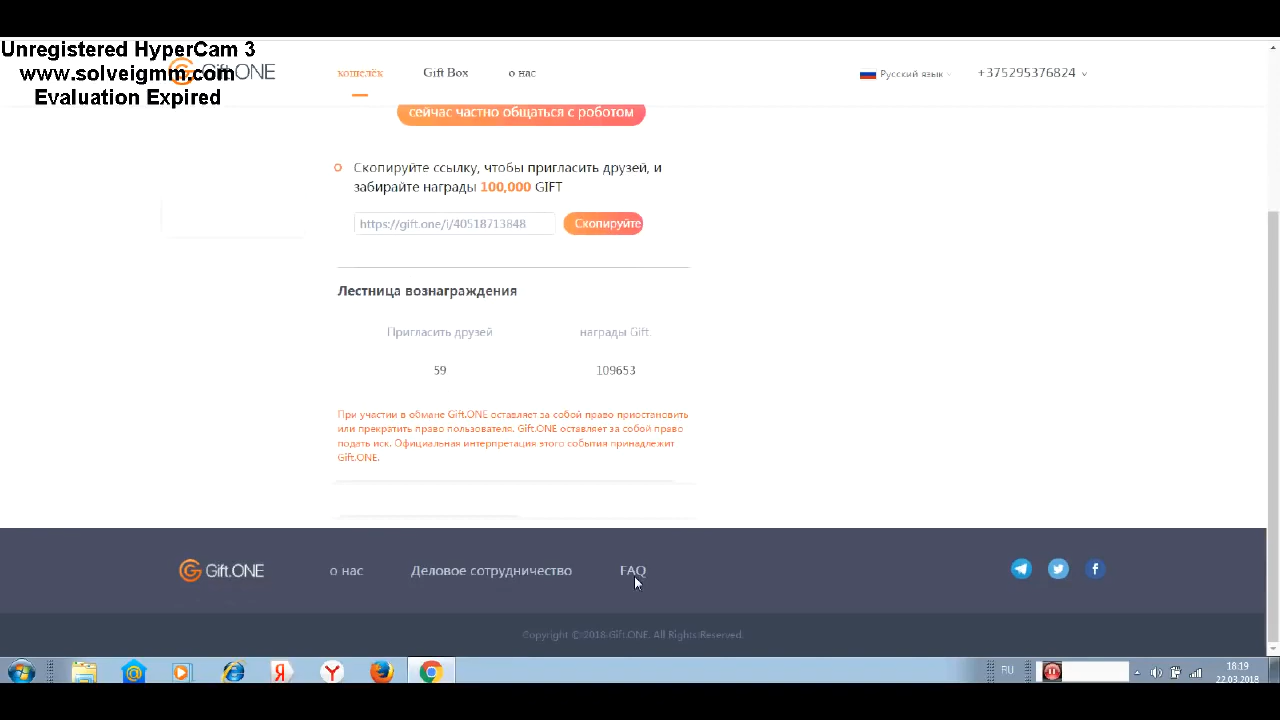 Unregistered HyperCam 3
www.solveigmm.com
Evaluation Expired
Gift.ONE
кошелёк
Gift Box
о нас
Русский язык
+375295376824
сейчас частно общаться с роботом
Скопируйте ссылку, чтобы пригласить друзей, и
забирайте награды 100,000 GIFT
https://gift.one/i/40518713848
Скопируйте
Лестница вознаграждения
Пригласить друзей
награды Gift.
59
109653
При участии в обмане Gift.ONE оставляет за собой право приостановить
или прекратить право пользователя. Gift.ONE оставляет за собой право
подать иск. Официальная интерпретация этого события принадлежит
Gift.ONE.
Gift.ONE
о нас
Деловое сотрудничество
FAQ
Copyright © 2018 Gift.ONE. All Rights Reserved.
RU
18:19
22.03.2018